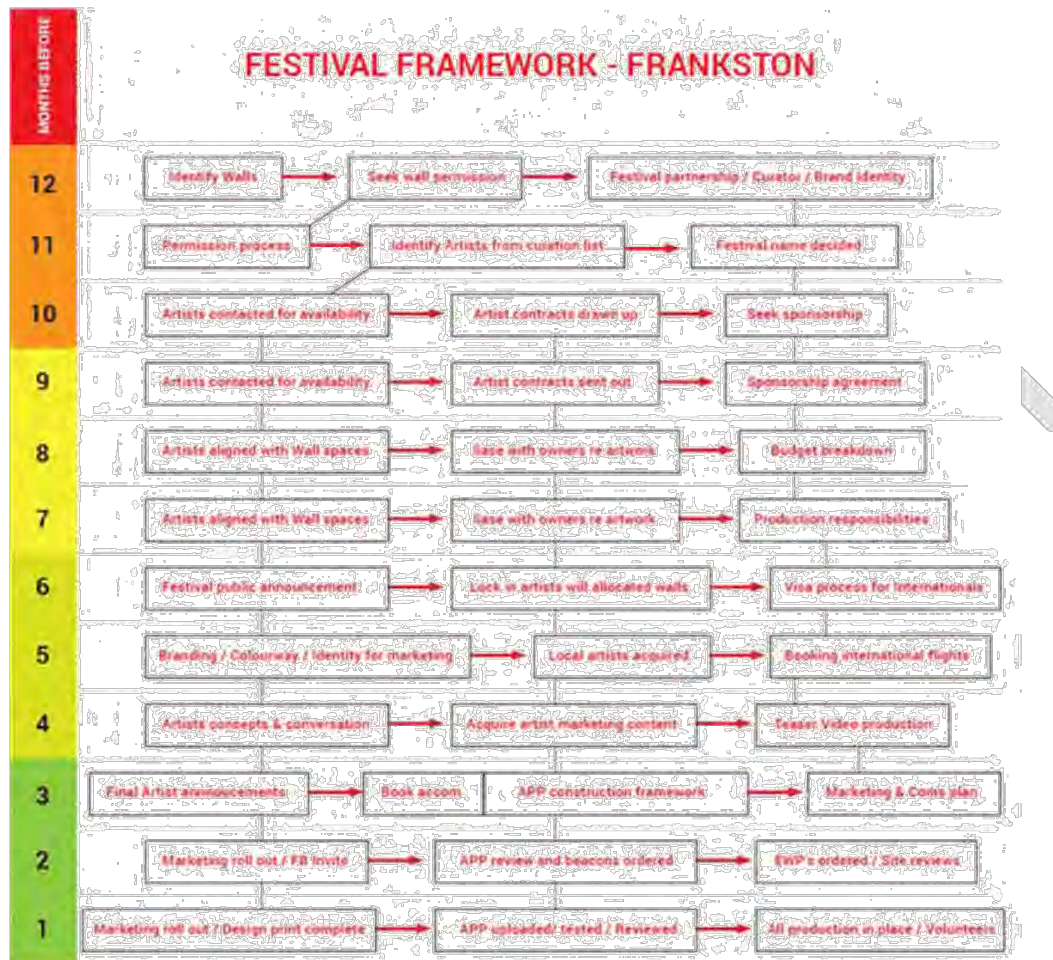 MONTHS BEFORE
FESTIVAL FRAMEWORK - FRANKSTON
12
Identify Walls
Seek wall permission
Festival partnership / Curator / Brand identity
11
Permission process
Identify Artists from curation list
Festival name decided
10
Artists contacted for availability
Artist contracts drawn up
Seek sponsorship
9
Artists contacted for availability
Artist contracts sent out
Sponsorship agreement
8
Artists aligned with Wall spaces
liase with owners re artwork
Budget breakdown
7
Artists aligned with Wall spaces
liase with owners re artwork
Production responsibilities
6
Festival public announcement
Lock in artists will allocated walls
Visa process for Internationals
5
Branding / Colourway / Identity for marketing
Local artists acquired
Booking international flights
4
Artists concepts & conversation
Acquire artist marketing content
Teaser Video production
3
Final Artist announcements
Book accom
APP construction framework
Marketing & Coms plan
2
Marketing roll out / FB Invite
APP review and beacons ordered
EWP's ordered / Site reviews
1
Marketing roll out / Design print complete
APP uploaded/ tested / Reviewed
All production in place / Volunteers